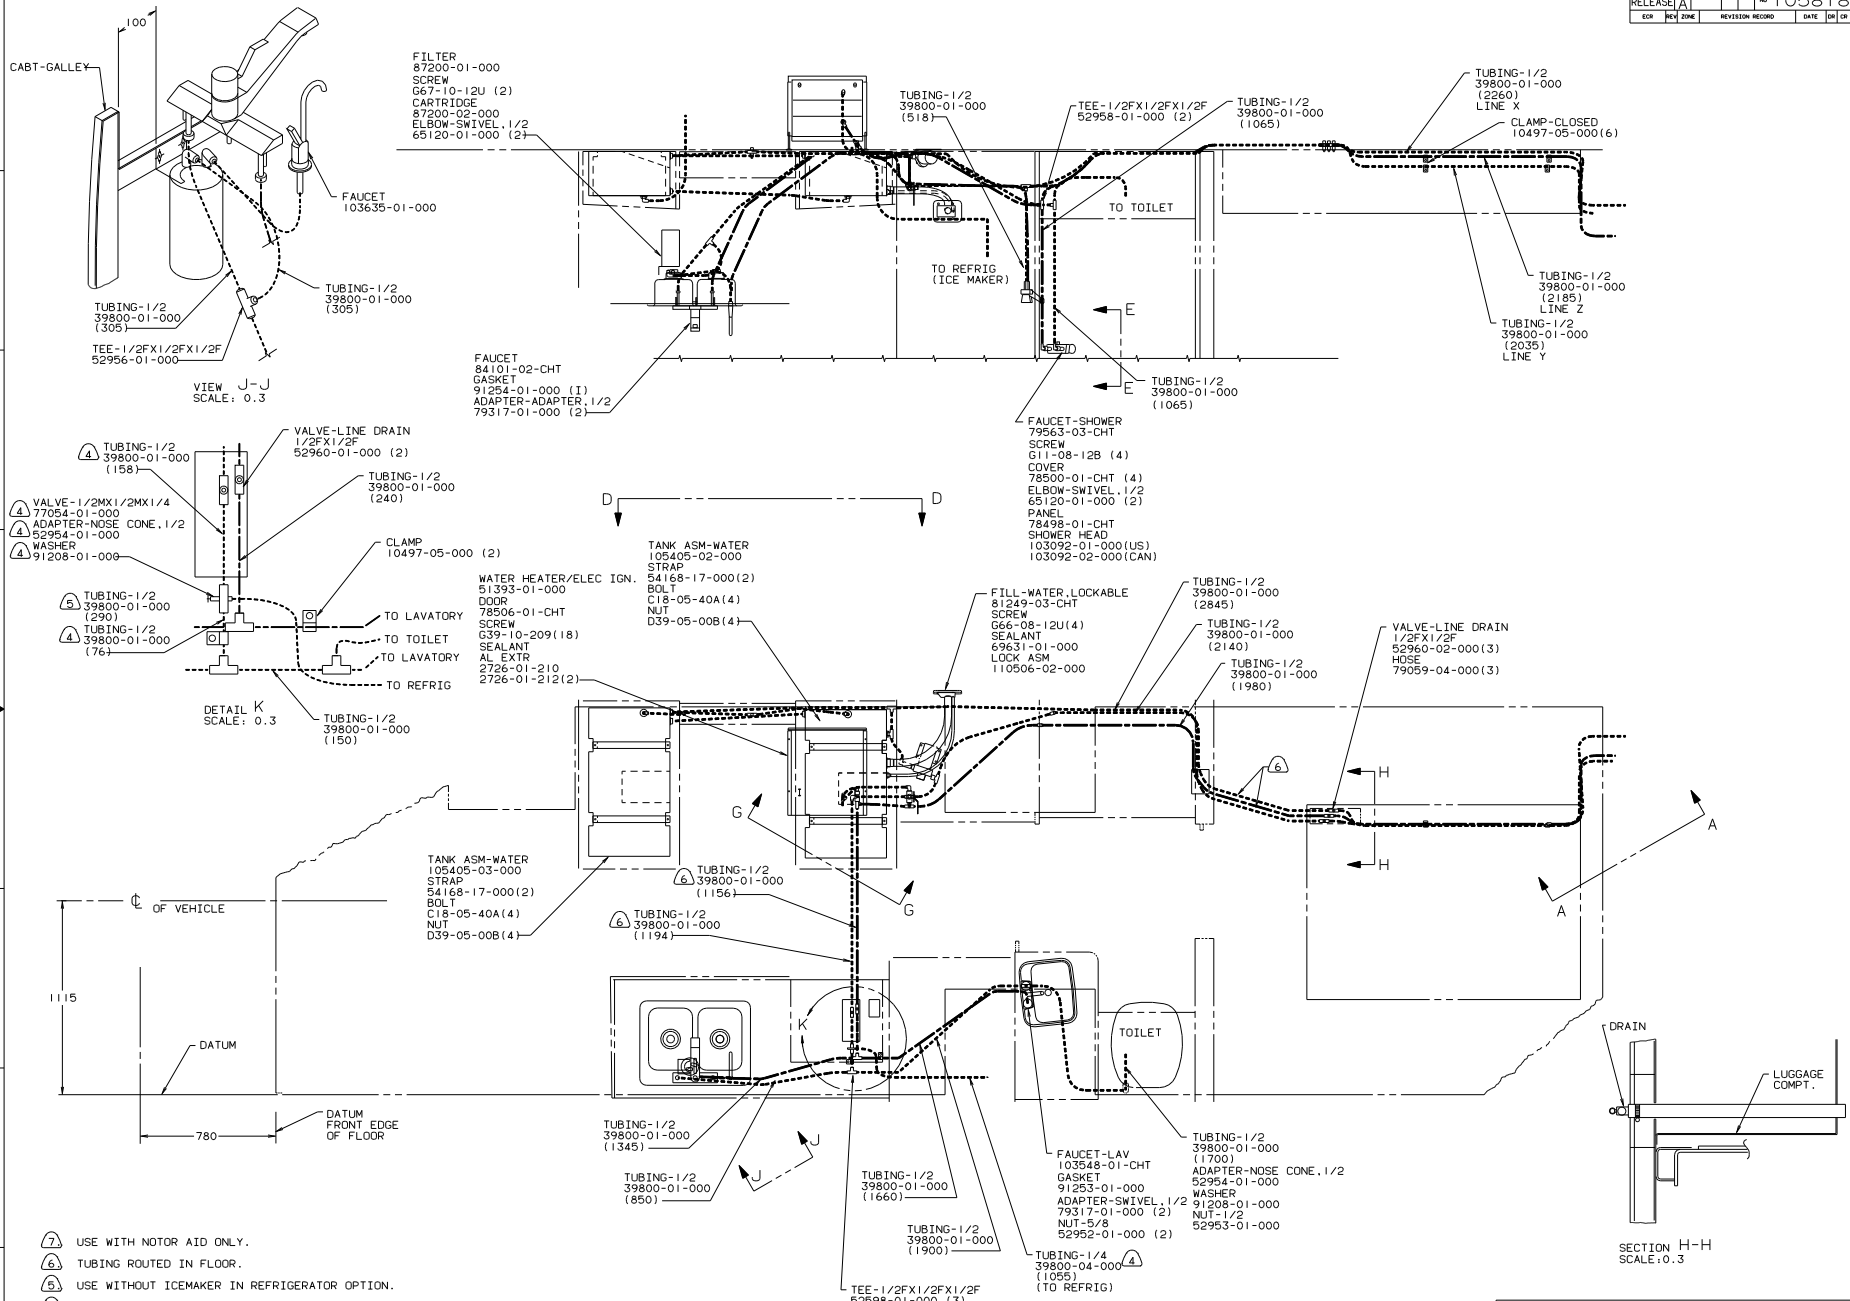 RELEASE A
105818
ECR REV ZONE REVISION RECORD DATE DR CR
100
CABT-GALLEY
FAUCET
103635-01-000
TUBING-1/2
39800-01-000
(305)
TUBING-1/2
39800-01-000
(305)
TEE-1/2FX1/2FX1/2F
52956-01-000
VIEW J-J
SCALE: 0.3
FILTER
87200-01-000
SCREW
G67-10-12U (2)
CARTRIDGE
87200-02-000
ELBOW-SWIVEL,1/2
65120-01-000 (2)
TUBING-1/2
39800-01-000
(518)
TEE-1/2FX1/2FX1/2F
52958-01-000 (2)
TUBING-1/2
39800-01-000
(1065)
TUBING-1/2
39800-01-000
(2260)
LINE X
CLAMP-CLOSED
10497-05-000(6)
TO TOILET
TO REFRIG
(ICE MAKER)
TUBING-1/2
39800-01-000
(2185)
LINE Z
TUBING-1/2
39800-01-000
(2035)
LINE Y
E
E
FAUCET
84101-02-CHT
GASKET
91254-01-000 (I)
ADAPTER-ADAPTER,1/2
79317-01-000 (2)
TUBING-1/2
39800-01-000
(1065)
FAUCET-SHOWER
79563-03-CHT
SCREW
G11-08-12B (4)
COVER
78500-01-CHT (4)
ELBOW-SWIVEL,1/2
65120-01-000 (2)
PANEL
78498-01-CHT
SHOWER HEAD
103092-01-000(US)
103092-02-000(CAN)
VALVE-LINE DRAIN
1/2FX1/2F
52960-01-000 (2)
4 TUBING-1/2
39800-01-000
(158)
TUBING-1/2
39800-01-000
(240)
4 VALVE-1/2MX1/2MX1/4
77054-01-000
4 ADAPTER-NOSE CONE,1/2
52954-01-000
4 WASHER
91208-01-000
CLAMP
10497-05-000 (2)
5 TUBING-1/2
39800-01-000
(290)
4 TUBING-1/2
39800-01-000
(76)
TO LAVATORY
TO TOILET
TO LAVATORY
TO REFRIG
DETAIL K
SCALE: 0.3
TUBING-1/2
39800-01-000
(150)
D
D
WATER HEATER/ELEC IGN.
51393-01-000
DOOR
78506-01-CHT
SCREW
G39-10-209(18)
SEALANT
AL EXTR
2726-01-210
2726-01-212(2)
TANK ASM-WATER
105405-02-000
STRAP
54168-17-000(2)
BOLT
C18-05-40A(4)
NUT
D39-05-00B(4)
FILL-WATER,LOCKABLE
81249-03-CHT
SCREW
G66-08-12U(4)
SEALANT
69631-01-000
LOCK ASM
110506-02-000
TUBING-1/2
39800-01-000
(2845)
TUBING-1/2
39800-01-000
(2140)
TUBING-1/2
39800-01-000
(1980)
VALVE-LINE DRAIN
1/2FX1/2F
52960-02-000(3)
HOSE
79059-04-000(3)
6
H
H
A
A
G
G
TANK ASM-WATER
105405-03-000
STRAP
54168-17-000(2)
BOLT
C18-05-40A(4)
NUT
D39-05-00B(4)
6 TUBING-1/2
39800-01-000
(1156)
6 TUBING-1/2
39800-01-000
(1194)
℄ OF VEHICLE
1115
DATUM
DATUM
FRONT EDGE
OF FLOOR
780
K
TOILET
TUBING-1/2
39800-01-000
(1345)
TUBING-1/2
39800-01-000
(850)
J
J
TUBING-1/2
39800-01-000
(1660)
TUBING-1/2
39800-01-000
(1900)
TEE-1/2FX1/2FX1/2F
52598-01-000 (3)
TUBING-1/4 4
39800-04-000
(1055)
(TO REFRIG)
FAUCET-LAV
103548-01-CHT
GASKET
91253-01-000
ADAPTER-SWIVEL,1/2
79317-01-000 (2)
NUT-5/8
52952-01-000 (2)
TUBING-1/2
39800-01-000
(1700)
ADAPTER-NOSE CONE,1/2
52954-01-000
WASHER
91208-01-000
NUT-1/2
52953-01-000
DRAIN
LUGGAGE
COMPT.
SECTION H-H
SCALE:0.3
7. USE WITH NOTOR AID ONLY.
6. TUBING ROUTED IN FLOOR.
5. USE WITHOUT ICEMAKER IN REFRIGERATOR OPTION.